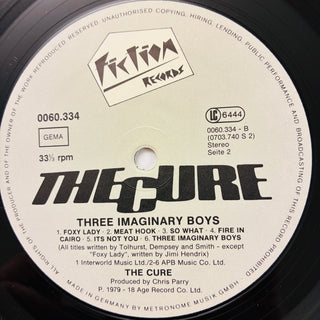 UNAUTHORISED COPYING, HIRING, LENDING, PUBLIC PERFORMANCE AND BROADCASTING OF THIS RECORD PROHIBITED
ALL RIGHTS OF THE PRODUCER AND OF THE OWNER OF THE WORK REPRODUCED RESERVED
Fiction
RECORDS
0060.334
GEMA
33⅓ rpm
LC 6444
0060.334 - B
(0703.740 S 2)
Stereo
Seite 2
THE CURE
THREE IMAGINARY BOYS
1. FOXY LADY · 2. MEAT HOOK · 3. SO WHAT · 4. FIRE IN
CAIRO · 5. ITS NOT YOU · 6. THREE IMAGINARY BOYS
(All titles written by Tolhurst, Dempsey and Smith – except
"Foxy Lady", written by Jimi Hendrix)
1 Interworld Music Ltd./2-6 APB Music Co. Ltd.
THE CURE
Produced by Chris Parry
P. 1979 · 18 Age Record Co. Ltd.
MADE IN GERMANY BY METRONOME MUSIK GMBH